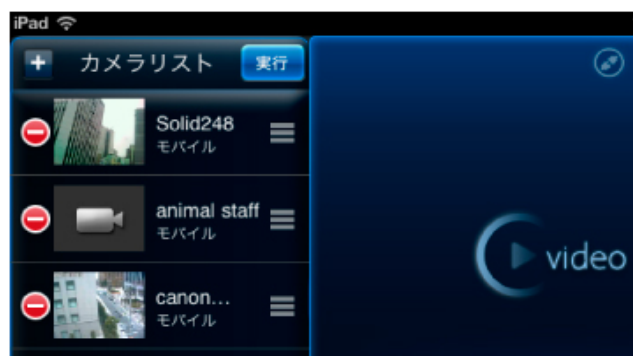 iPad
カメラリスト 実行
Solid248
モバイル
animal staff
モバイル
canon...
モバイル
video